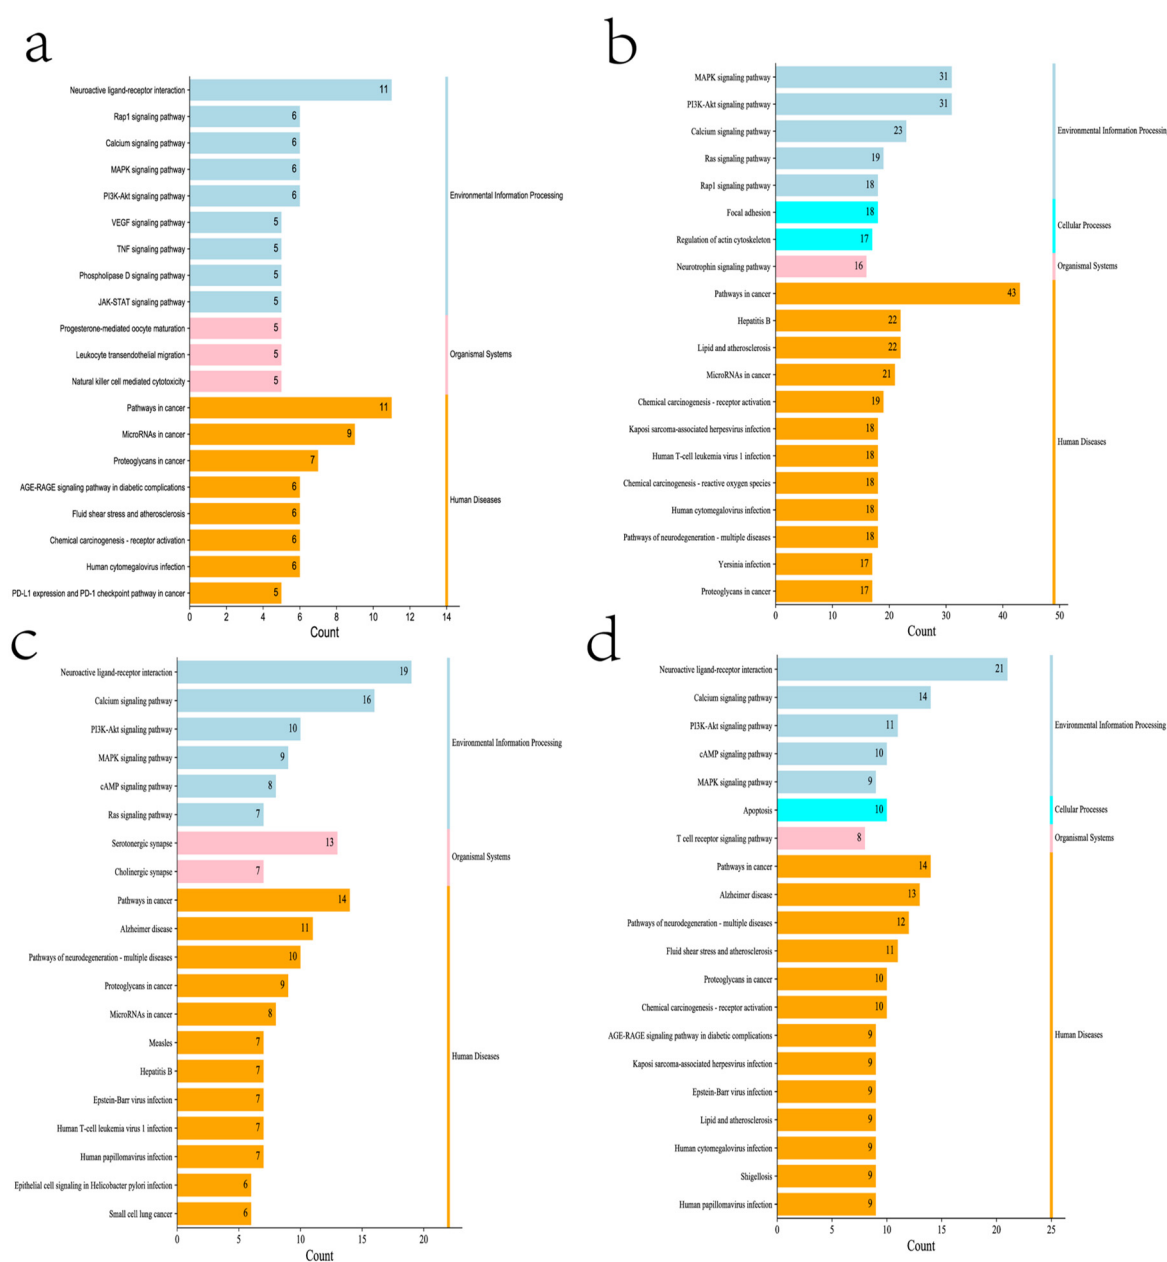 a
Neuroactive ligand-receptor interaction 11
Rap1 signaling pathway 6
Calcium signaling pathway 6
MAPK signaling pathway 6
PI3K-Akt signaling pathway 6
Environmental Information Processing
VEGF signaling pathway 5
TNF signaling pathway 5
Phospholipase D signaling pathway 5
JAK-STAT signaling pathway 5
Progesterone-mediated oocyte maturation 5
Leukocyte transendothelial migration 5
Organismal Systems
Natural killer cell mediated cytotoxicity 5
Pathways in cancer 11
MicroRNAs in cancer 9
Proteoglycans in cancer 7
AGE-RAGE signaling pathway in diabetic complications 6
Human Diseases
Fluid shear stress and atherosclerosis 6
Chemical carcinogenesis - receptor activation 6
Human cytomegalovirus infection 6
PD-L1 expression and PD-1 checkpoint pathway in cancer 5
0 2 4 6 8 10 12 14
Count
b
MAPK signaling pathway 31
PI3K-Akt signaling pathway 31
Calcium signaling pathway 23
Environmental Information Processin
Ras signaling pathway 19
Rap1 signaling pathway 18
Focal adhesion 18
Cellular Processes
Regulation of actin cytoskeleton 17
Neurotrophin signaling pathway 16
Organismal Systems
Pathways in cancer 43
Hepatitis B 22
Lipid and atherosclerosis 22
MicroRNAs in cancer 21
Chemical carcinogenesis - receptor activation 19
Kaposi sarcoma-associated herpesvirus infection 18
Human Diseases
Human T-cell leukemia virus 1 infection 18
Chemical carcinogenesis - reactive oxygen species 18
Human cytomegalovirus infection 18
Pathways of neurodegeneration - multiple diseases 18
Yersinia infection 17
Proteoglycans in cancer 17
0 10 20 30 40 50
Count
c
Neuroactive ligand-receptor interaction 19
Calcium signaling pathway 16
PI3K-Akt signaling pathway 10
Environmental Information Processing
MAPK signaling pathway 9
cAMP signaling pathway 8
Ras signaling pathway 7
Serotonergic synapse 13
Organismal Systems
Cholinergic synapse 7
Pathways in cancer 14
Alzheimer disease 11
Pathways of neurodegeneration - multiple diseases 10
Proteoglycans in cancer 9
MicroRNAs in cancer 8
Measles 7
Human Diseases
Hepatitis B 7
Epstein-Barr virus infection 7
Human T-cell leukemia virus 1 infection 7
Human papillomavirus infection 7
Epithelial cell signaling in Helicobacter pylori infection 6
Small cell lung cancer 6
0 5 10 15 20
Count
d
Neuroactive ligand-receptor interaction 21
Calcium signaling pathway 14
PI3K-Akt signaling pathway 11
Environmental Information Processing
cAMP signaling pathway 10
MAPK signaling pathway 9
Apoptosis 10
Cellular Processes
T cell receptor signaling pathway 8
Organismal Systems
Pathways in cancer 14
Alzheimer disease 13
Pathways of neurodegeneration - multiple diseases 12
Fluid shear stress and atherosclerosis 11
Proteoglycans in cancer 10
Chemical carcinogenesis - receptor activation 10
AGE-RAGE signaling pathway in diabetic complications 9
Human Diseases
Kaposi sarcoma-associated herpesvirus infection 9
Epstein-Barr virus infection 9
Lipid and atherosclerosis 9
Human cytomegalovirus infection 9
Shigellosis 9
Human papillomavirus infection 9
0 5 10 15 20 25
Count